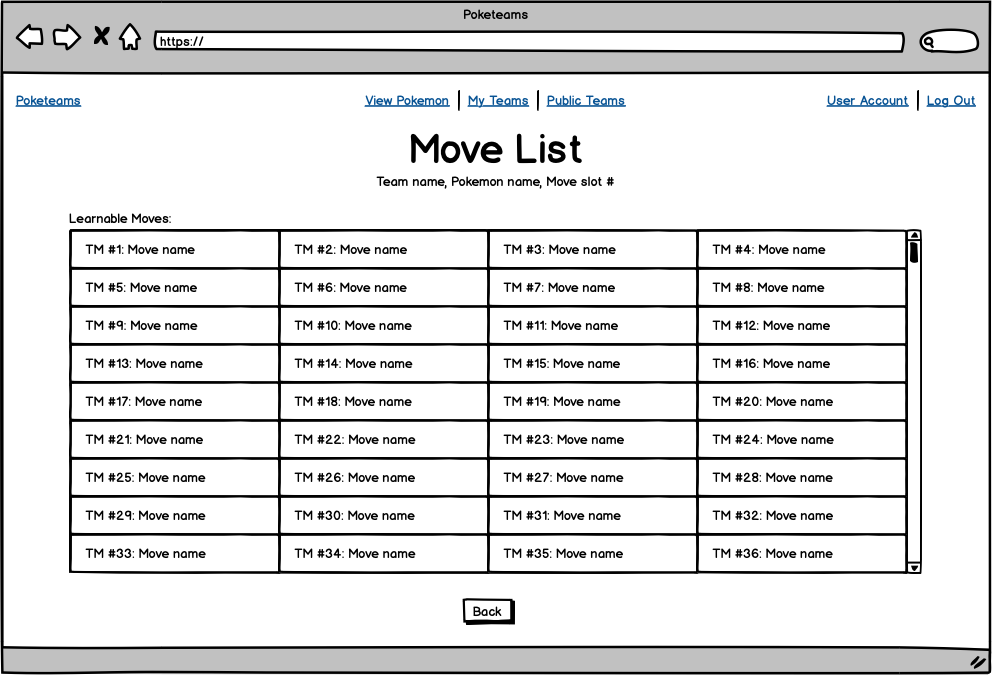 Poketeams
https://
Poketeams View Pokemon My Teams Public Teams User Account Log Out
Move List
Team name, Pokemon name, Move slot #
Learnable Moves:
TM #1: Move name TM #2: Move name TM #3: Move name TM #4: Move name
TM #5: Move name TM #6: Move name TM #7: Move name TM #8: Move name
TM #9: Move name TM #10: Move name TM #11: Move name TM #12: Move name
TM #13: Move name TM #14: Move name TM #15: Move name TM #16: Move name
TM #17: Move name TM #18: Move name TM #19: Move name TM #20: Move name
TM #21: Move name TM #22: Move name TM #23: Move name TM #24: Move name
TM #25: Move name TM #26: Move name TM #27: Move name TM #28: Move name
TM #29: Move name TM #30: Move name TM #31: Move name TM #32: Move name
TM #33: Move name TM #34: Move name TM #35: Move name TM #36: Move name
Back